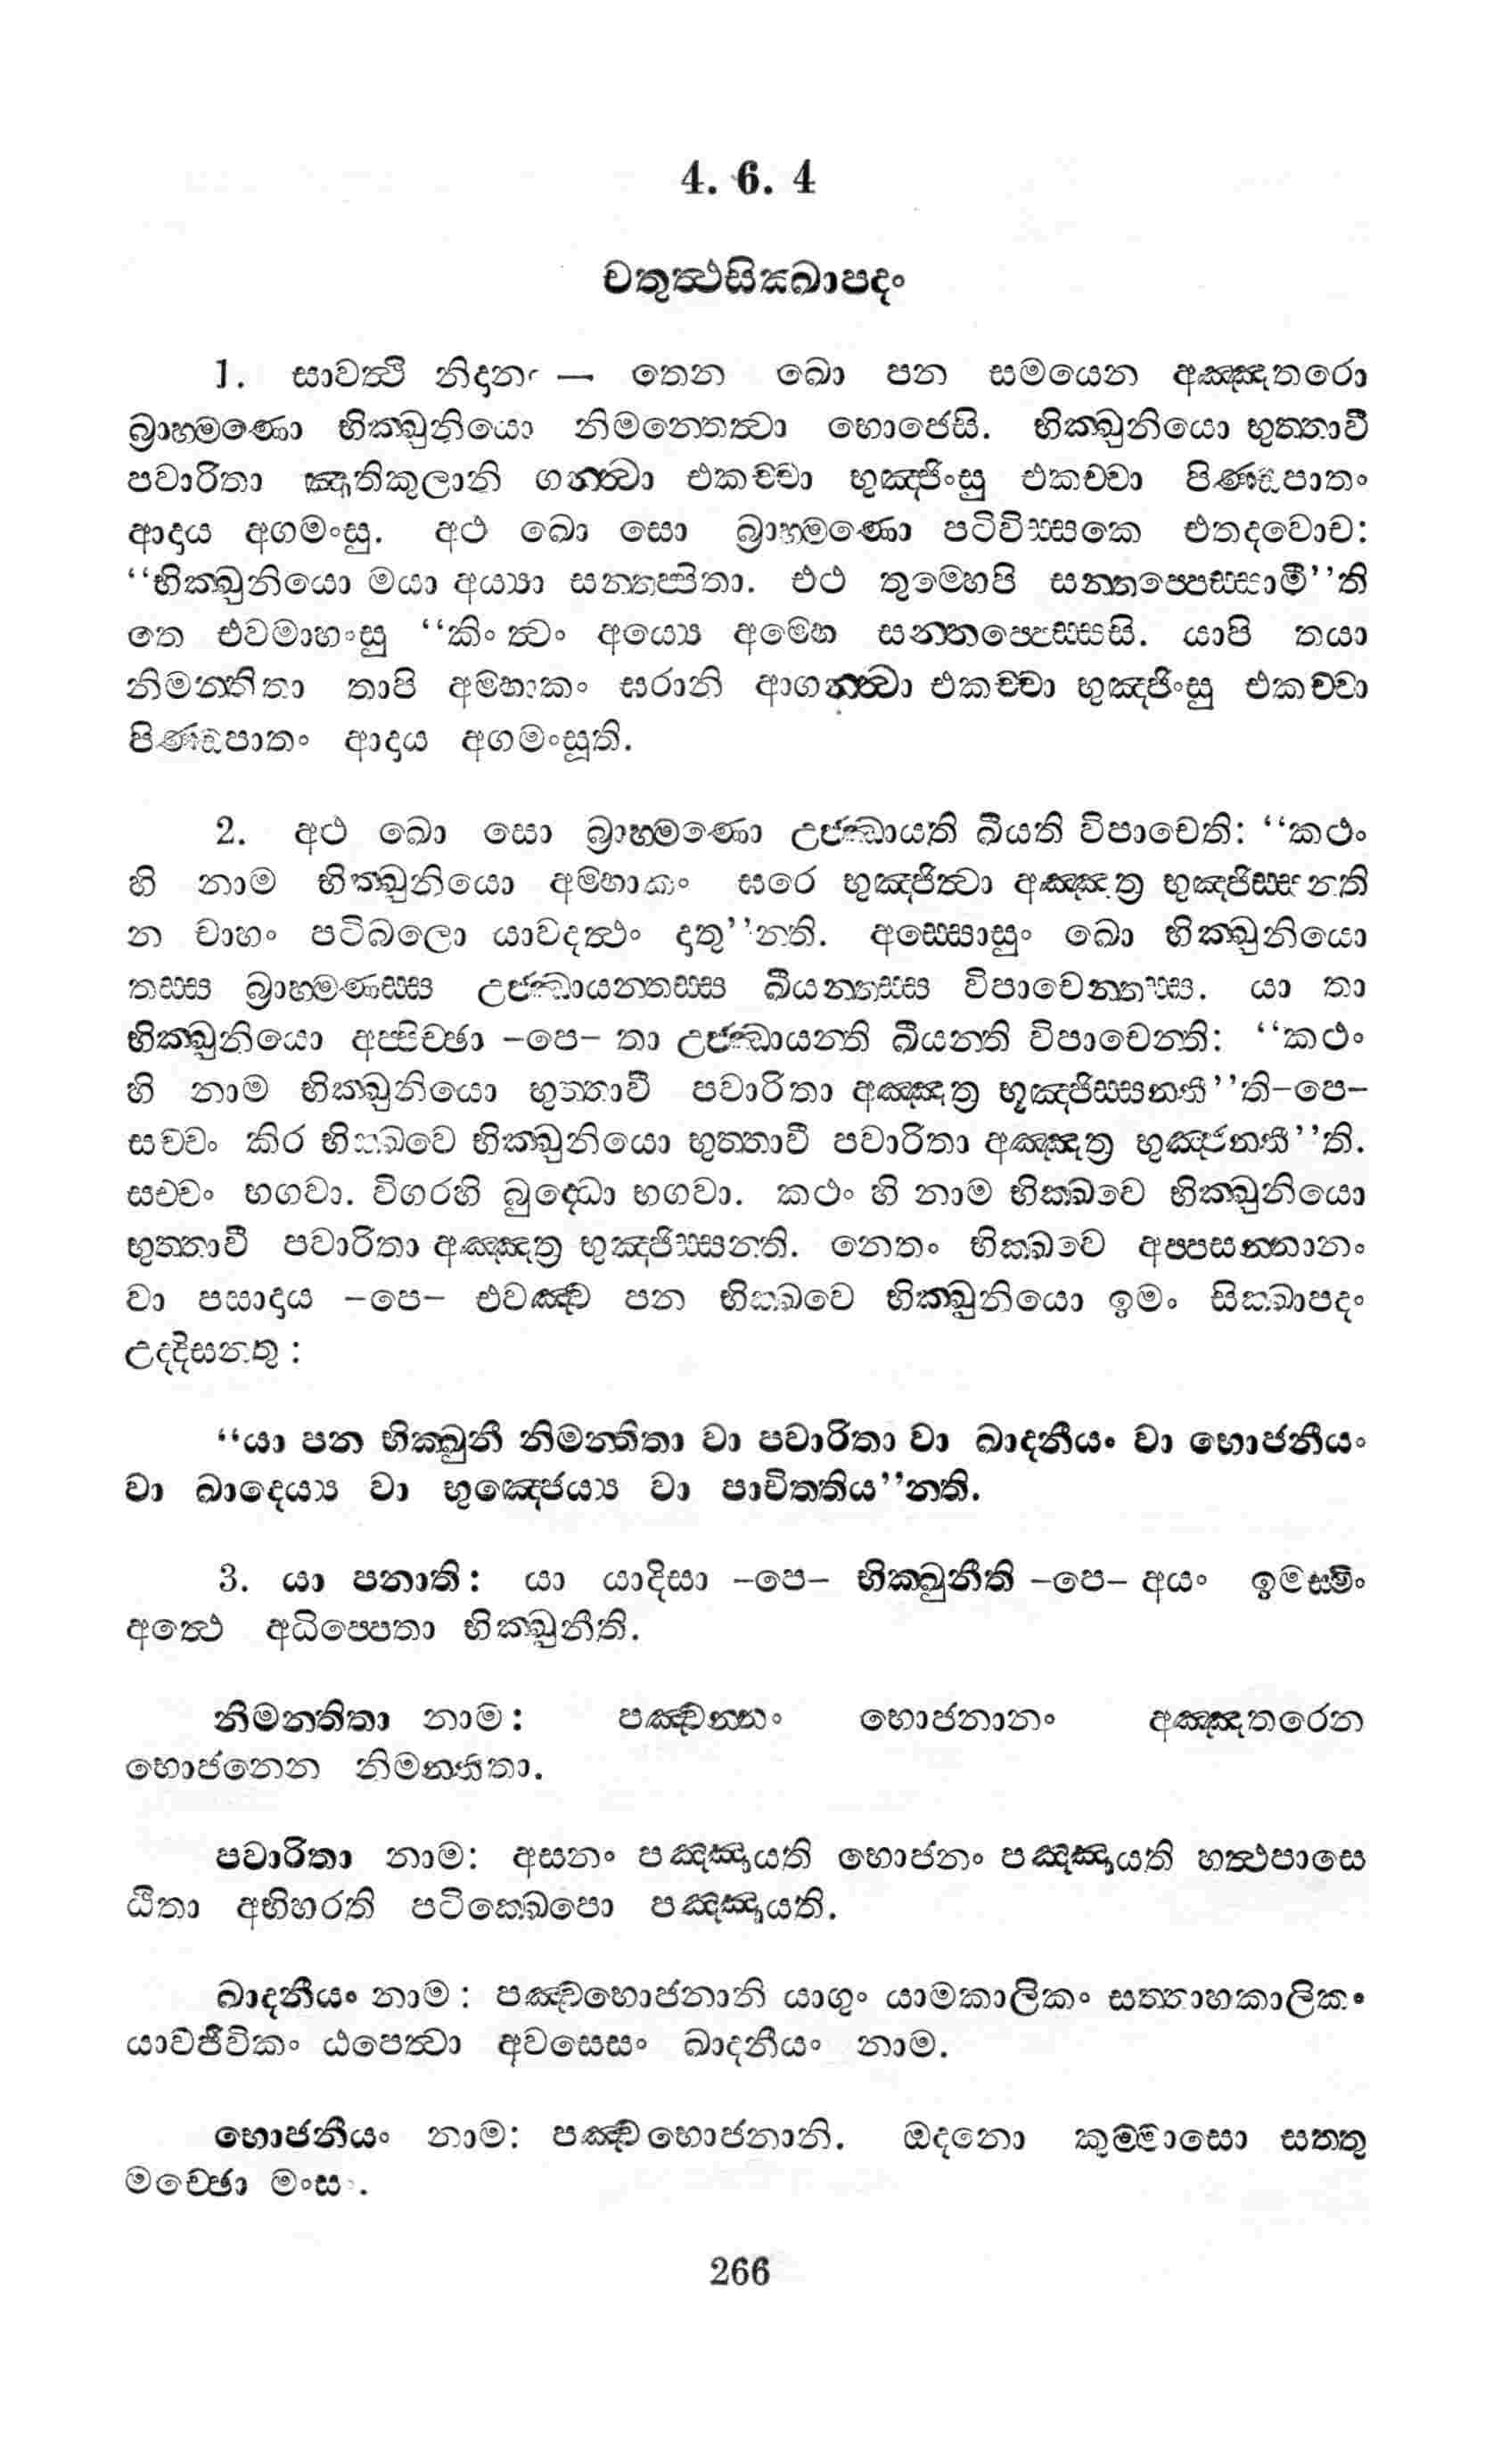 4. 6. 4
චතුත්ථසික්ඛාපදං
1. සාවත්ථි නිදානං — තෙන ඛො පන සමයෙන අඤ්ඤතරො
බ්‍රාහ්මණො භික්ඛුනියො නිමන්තෙත්වා භොජෙසි. භික්ඛුනියො භුත්තාවී
පවාරිතා ඤාතිකුලානි ගන්ත්වා එකච්චා භුඤ්ජිංසු එකච්චා පිණ්ඩපාතං
ආදාය අගමංසු. අථ ඛො සො බ්‍රාහ්මණො පටිවිස්සකෙ එතදවොච:
“භික්ඛුනියො මයා අය්‍යා සන්තප්පිතා. එථ තුම්හෙපි සන්තප්පෙස්සාමී”ති
තෙ එවමාහංසු “කිං ත්වං අය්‍යො අම්හෙ සන්තප්පෙස්සසි. යාපි තයා
නිමන්තිතා තාපි අම්හාකං ඝරානි ආගන්ත්වා එකච්චා භුඤ්ජිංසු එකච්චා
පිණ්ඩපාතං ආදාය අගමංසූති.
2. අථ ඛො සො බ්‍රාහ්මණො උජ්ඣායති ඛීයති විපාචෙති: “කථං
හි නාම භික්ඛුනියො අම්හාකං ඝරෙ භුඤ්ජිත්වා අඤ්ඤත්‍ර භුඤ්ජිස්සන්ති
න චාහං පටිබලො යාවදත්ථං දාතු”න්ති. අස්සොසුං ඛො භික්ඛුනියො
තස්ස බ්‍රාහ්මණස්ස උජ්ඣායන්තස්ස ඛීයන්තස්ස විපාචෙන්තස්ස. යා තා
භික්ඛුනියො අප්පිච්ඡා –පෙ– තා උජ්ඣායන්ති ඛීයන්ති විපාචෙන්ති: “කථං
හි නාම භික්ඛුනියො භුත්තාවී පවාරිතා අඤ්ඤත්‍ර භූඤ්ජිස්සන්තී”ති–පෙ–
සච්චං කිර භික්ඛවෙ භික්ඛුනියො භුත්තාවී පවාරිතා අඤ්ඤත්‍ර භුඤ්ජන්තී”ති.
සච්චං භගවා. විගරහි බුද්ධො භගවා. කථං හි නාම භික්ඛවෙ භික්ඛුනියො
භුත්තාවී පවාරිතා අඤ්ඤත්‍ර භුඤ්ජිස්සන්ති. නෙතං භික්ඛවෙ අප්පසන්නානං
වා පසාදාය –පෙ– එවඤ්ච පන භික්ඛවෙ භික්ඛුනියො ඉමං සික්ඛාපදං
උද්දිසන්තු :
“යා පන භික්ඛුනී නිමන්තිතා වා පවාරිතා වා ඛාදනීයං වා භොජනීයං
වා ඛාදෙය්‍ය වා භුඤ්ජෙය්‍ය වා පාචිත්තිය”න්ති.
3. යා පනාති: යා යාදිසා –පෙ– භික්ඛුනීති –පෙ– අයං ඉමස්මිං
අත්ථෙ අධිප්පෙතා භික්ඛුනීති.
නිමන්තිතා නාම: පඤ්චන්නං භොජනානං අඤ්ඤතරෙන
භොජනෙන නිමන්තිතා.
පවාරිතා නාම: අසනං පඤ්ඤායති භොජනං පඤ්ඤායති හත්ථපාසෙ
ඨිතා අභිහරති පටික්ඛෙපො පඤ්ඤායති.
ඛාදනීයං නාම: පඤ්චභොජනානි යාගුං යාමකාලිකං සත්තාහකාලිකං
යාවජීවිකං ඨපෙත්වා අවසෙසං ඛාදනීයං නාම.
භොජනීයං නාම: පඤ්චභොජනානි. ඔදනො කුම්මාසො සත්තු
මච්ඡො මංසං.
266